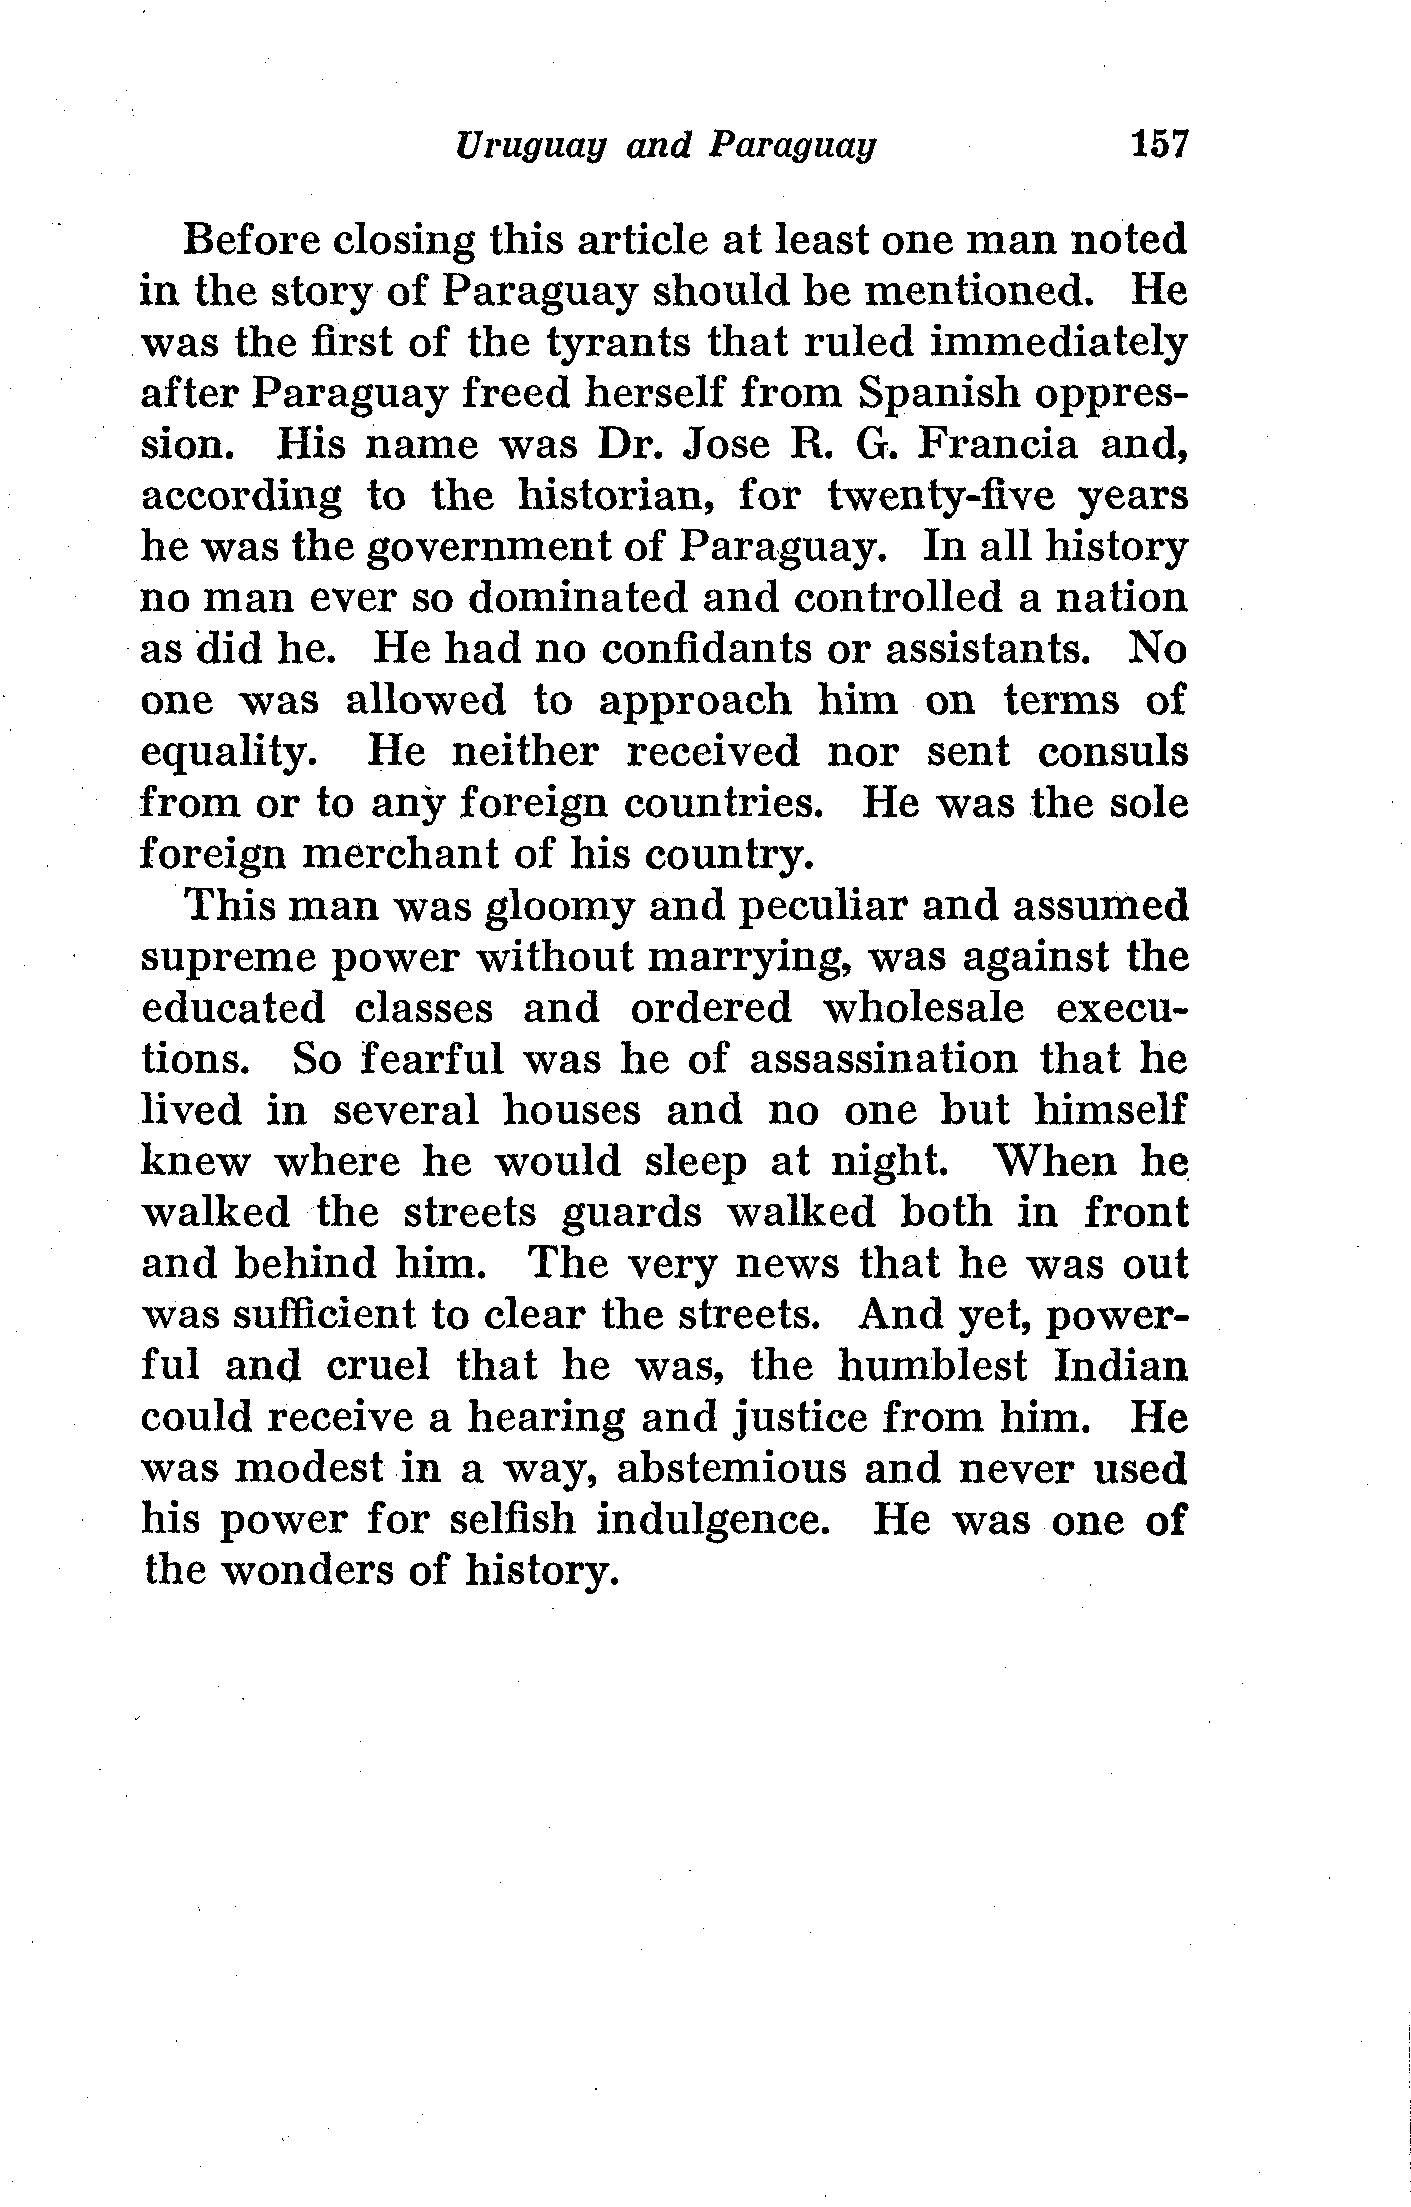 Uruguay and Paraguay 157
Before closing this article at least one man noted
in the story of Paraguay should be mentioned. He
was the first of the tyrants that ruled immediately
after Paraguay freed herself from Spanish oppres-
sion. His name was Dr. Jose R. G. Francia and,
according to the historian, for twenty-five years
he was the government of Paraguay. In all history
no man ever so dominated and controlled a nation
as did he. He had no confidants or assistants. No
one was allowed to approach him on terms of
equality. He neither received nor sent consuls
from or to any foreign countries. He was the sole
foreign merchant of his country.
This man was gloomy and peculiar and assumed
supreme power without marrying, was against the
educated classes and ordered wholesale execu-
tions. So fearful was he of assassination that he
lived in several houses and no one but himself
knew where he would sleep at night. When he
walked the streets guards walked both in front
and behind him. The very news that he was out
was sufficient to clear the streets. And yet, power-
ful and cruel that he was, the humblest Indian
could receive a hearing and justice from him. He
was modest in a way, abstemious and never used
his power for selfish indulgence. He was one of
the wonders of history.